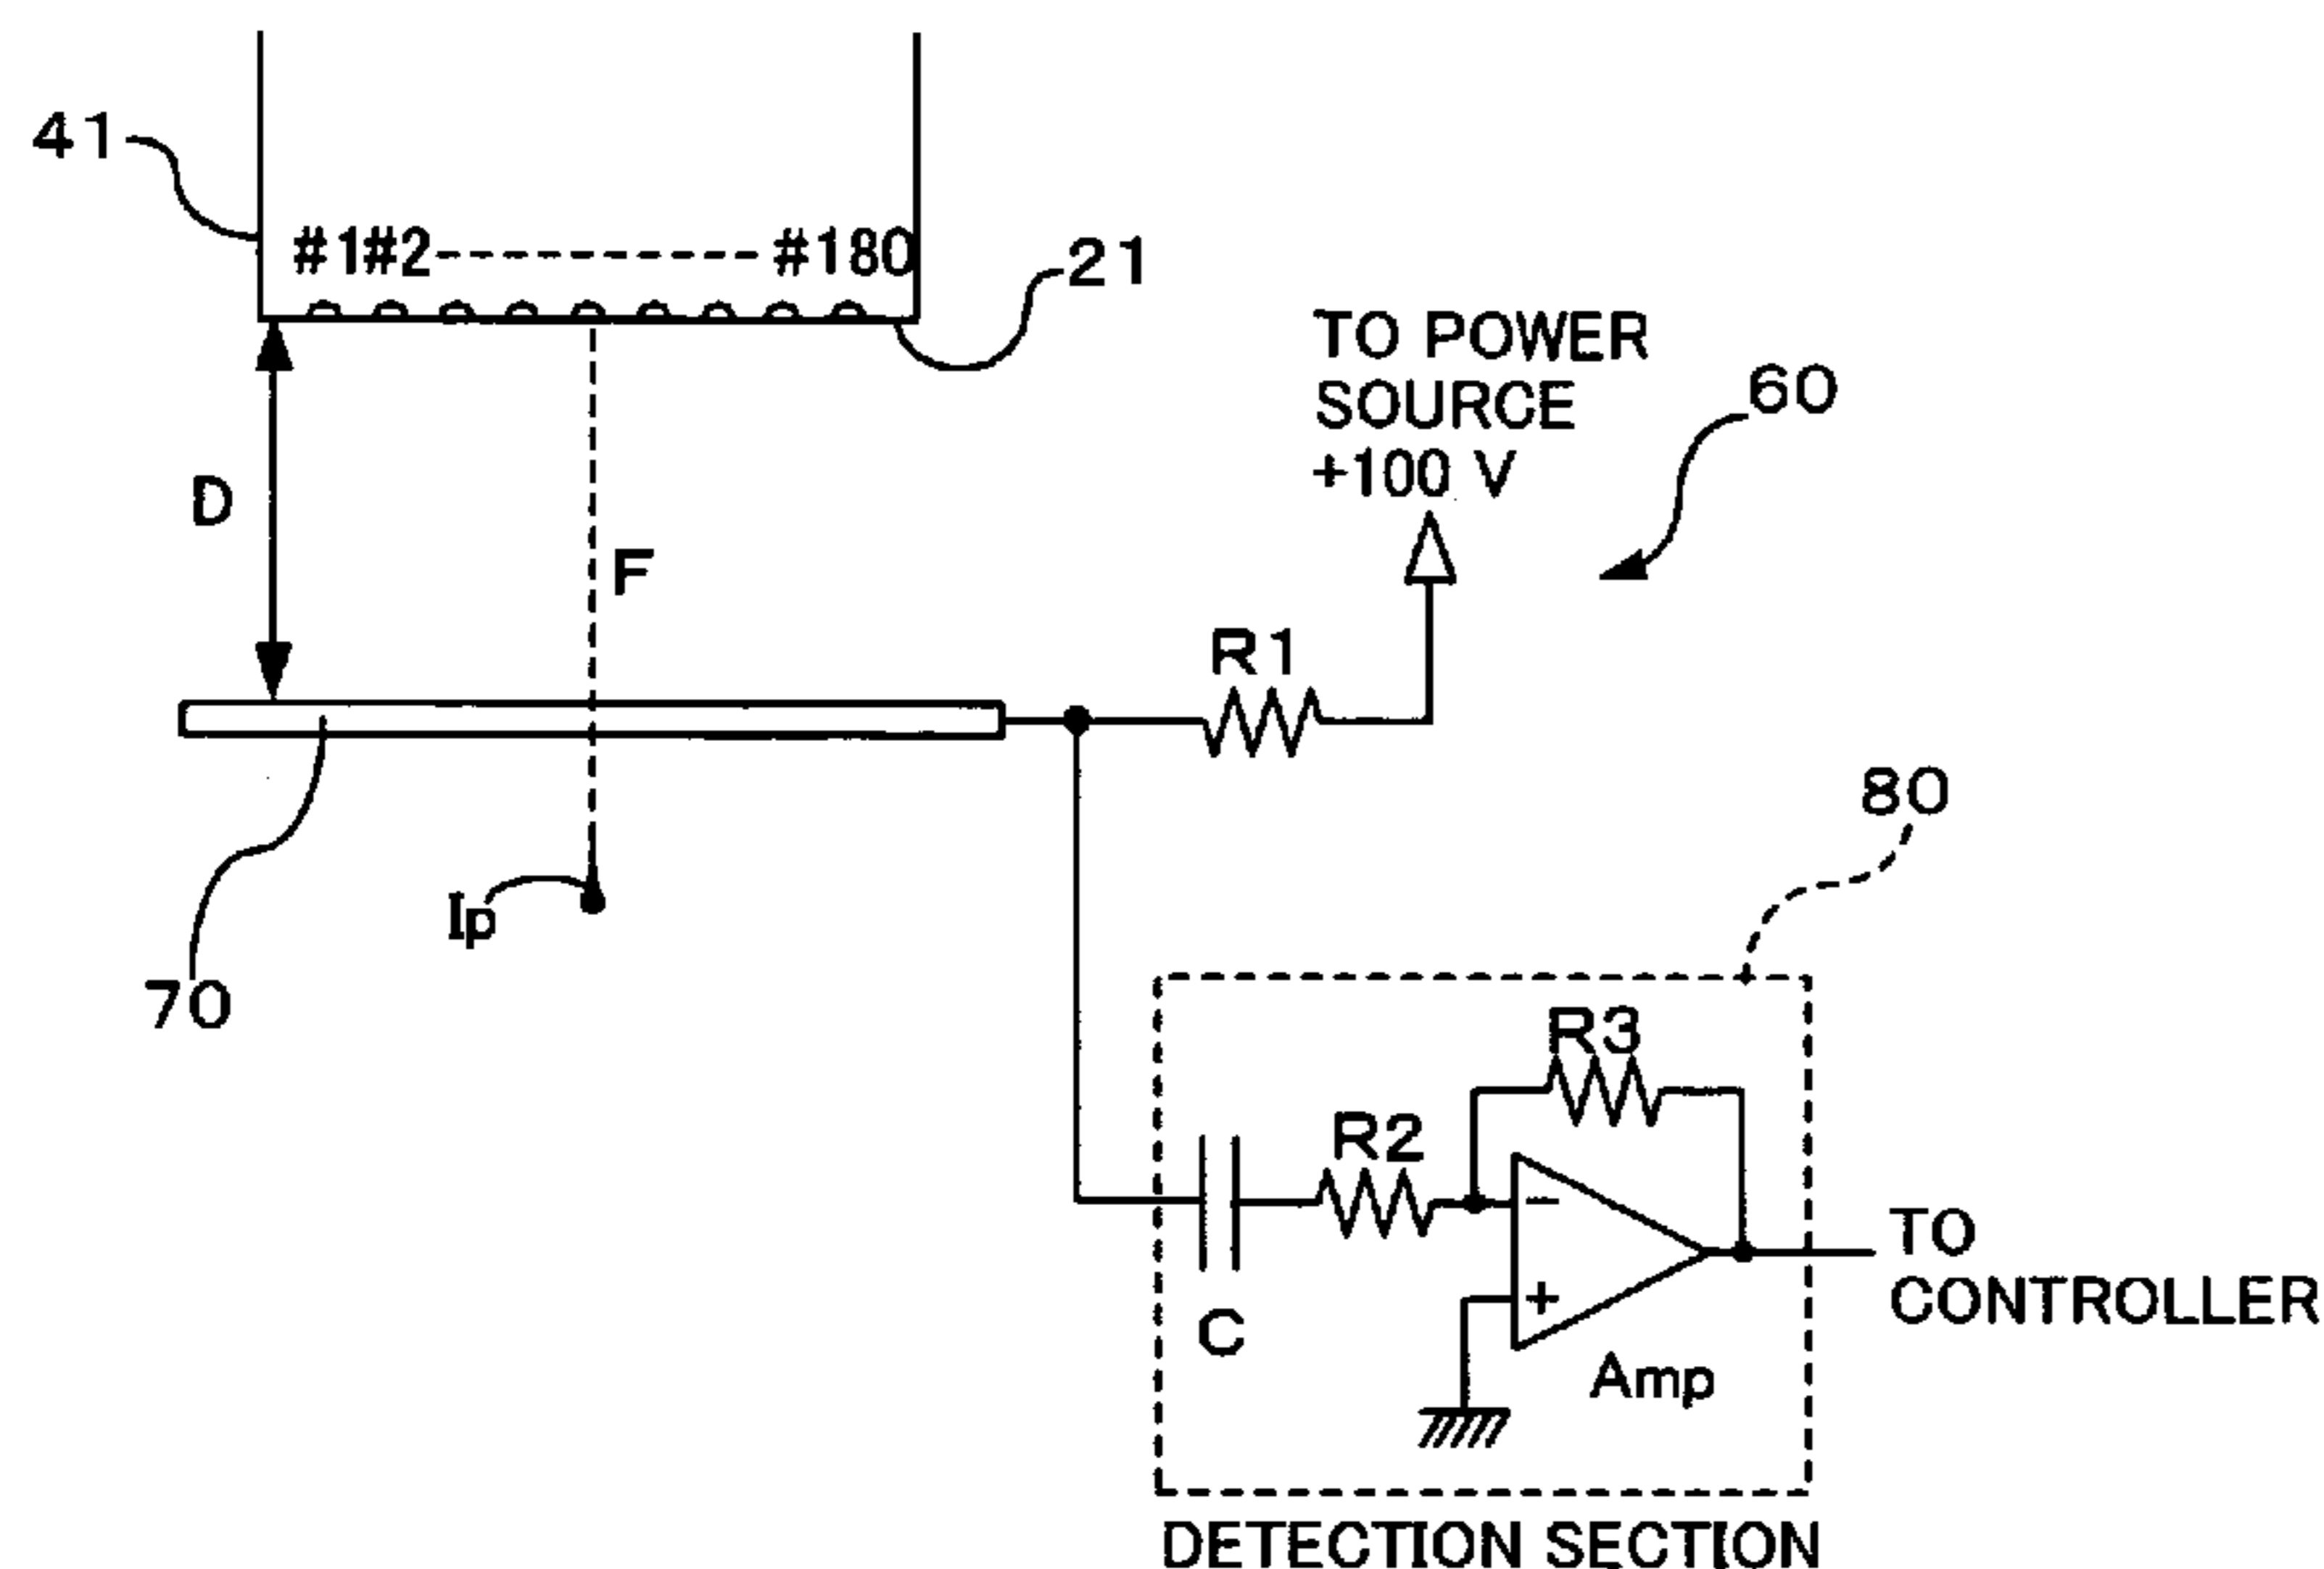 41
#1#2----------#180
21
TO POWER
SOURCE
+100 V
60
D
F
R1
80
Ip
70
R3
R2
−
+
C
Amp
TO
CONTROLLER
DETECTION SECTION